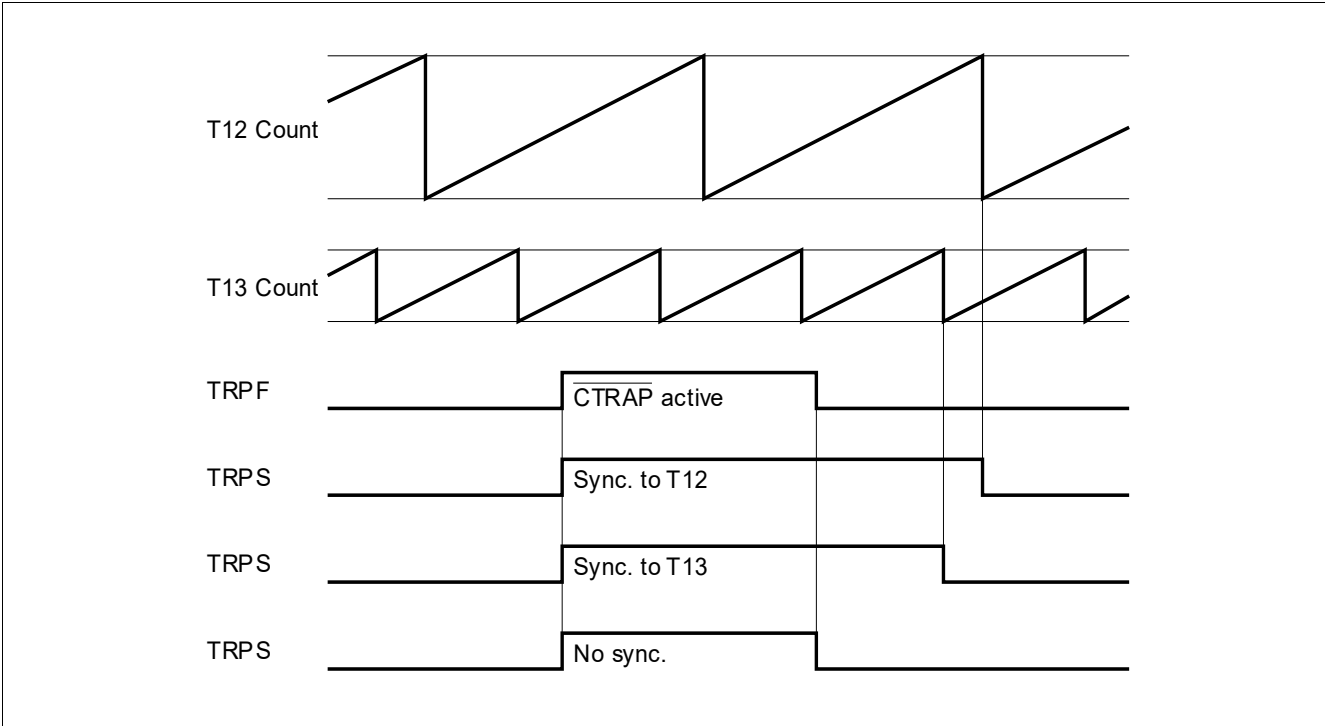 T12 Count
T13 Count
TRPF
CTRAP active
TRPS
Sync. to T12
TRPS
Sync. to T13
TRPS
No sync.